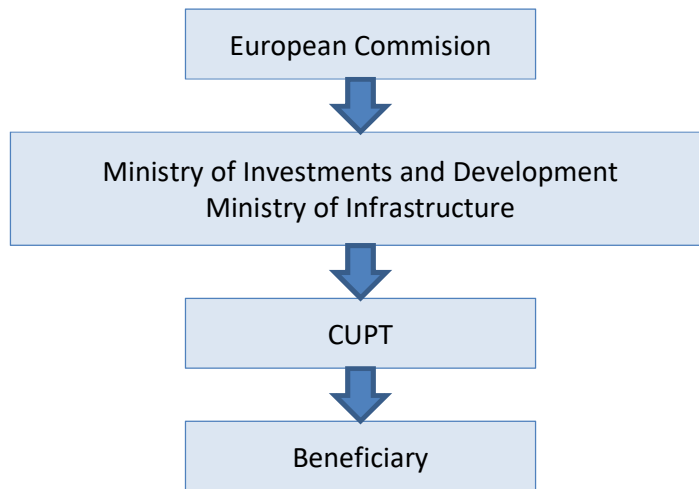 European Commision
Ministry of Investments and Development
Ministry of Infrastructure
CUPT
Beneficiary